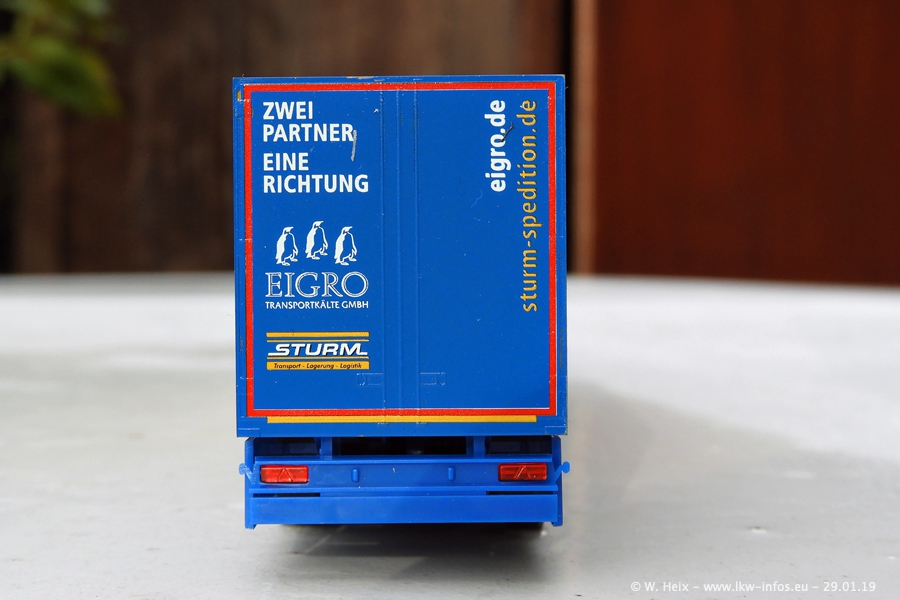 ZWEI
PARTNER,
EINE
RICHTUNG
EIGRO
TRANSPORTKÄLTE GMBH
STURM
Transport - Lagerung - Logistik
eigro.de
sturm-spedition.de
© W. Heix – www.lkw-infos.eu – 29.01.19